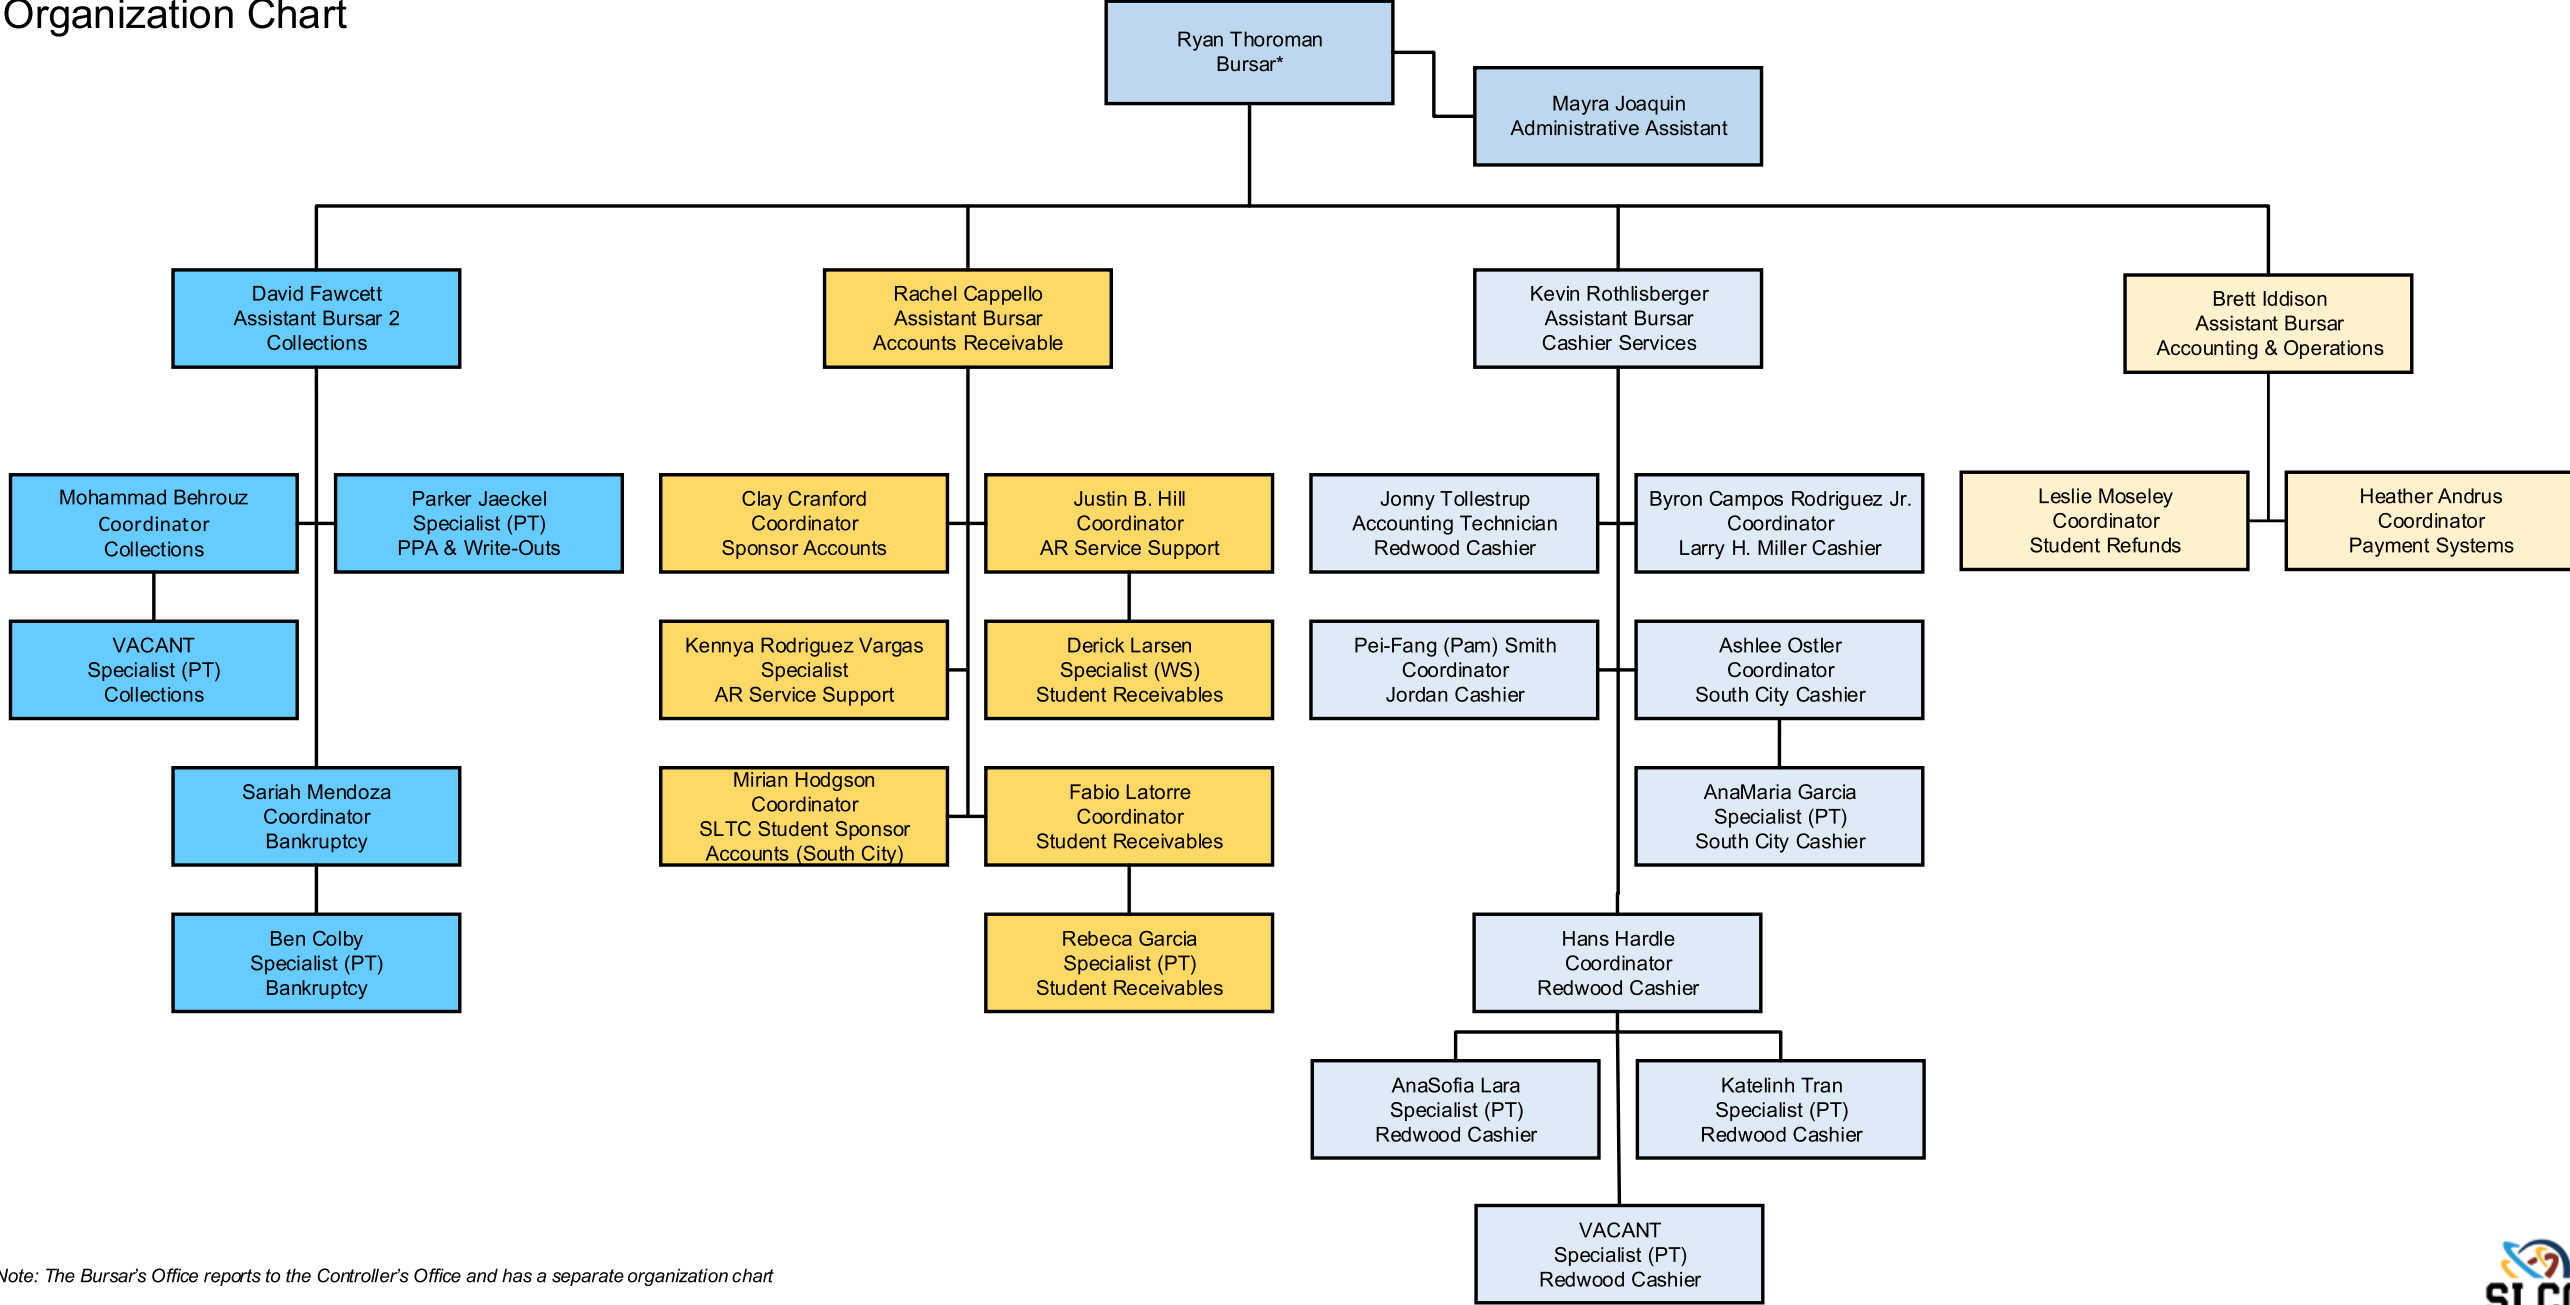 Organization Chart
Ryan Thoroman
Bursar*
Mayra Joaquin
Administrative Assistant
David Fawcett
Assistant Bursar 2
Collections
Rachel Cappello
Assistant Bursar
Accounts Receivable
Kevin Rothlisberger
Assistant Bursar
Cashier Services
Brett Iddison
Assistant Bursar
Accounting & Operations
Mohammad Behrouz
Coordinator
Collections
Parker Jaeckel
Specialist (PT)
PPA & Write-Outs
Clay Cranford
Coordinator
Sponsor Accounts
Justin B. Hill
Coordinator
AR Service Support
Jonny Tollestrup
Accounting Technician
Redwood Cashier
Byron Campos Rodriguez Jr.
Coordinator
Larry H. Miller Cashier
Leslie Moseley
Coordinator
Student Refunds
Heather Andrus
Coordinator
Payment Systems
VACANT
Specialist (PT)
Collections
Kennya Rodriguez Vargas
Specialist
AR Service Support
Derick Larsen
Specialist (WS)
Student Receivables
Pei-Fang (Pam) Smith
Coordinator
Jordan Cashier
Ashlee Ostler
Coordinator
South City Cashier
Sariah Mendoza
Coordinator
Bankruptcy
Mirian Hodgson
Coordinator
SLTC Student Sponsor
Accounts (South City)
Fabio Latorre
Coordinator
Student Receivables
AnaMaria Garcia
Specialist (PT)
South City Cashier
Ben Colby
Specialist (PT)
Bankruptcy
Rebeca Garcia
Specialist (PT)
Student Receivables
Hans Hardle
Coordinator
Redwood Cashier
AnaSofia Lara
Specialist (PT)
Redwood Cashier
Katelinh Tran
Specialist (PT)
Redwood Cashier
VACANT
Specialist (PT)
Redwood Cashier
Note: The Bursar's Office reports to the Controller's Office and has a separate organization chart